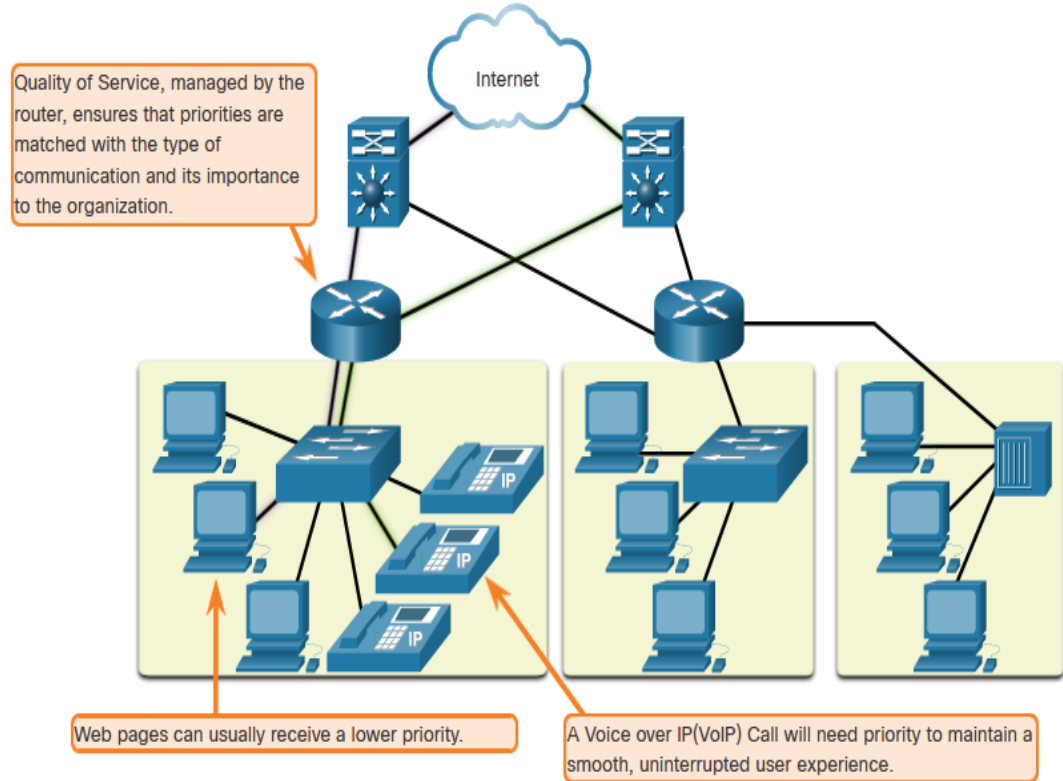 Internet
Quality of Service, managed by the
router, ensures that priorities are
matched with the type of
communication and its importance
to the organization.
IP
IP
IP
Web pages can usually receive a lower priority.
A Voice over IP(VoIP) Call will need priority to maintain a
smooth, uninterrupted user experience.